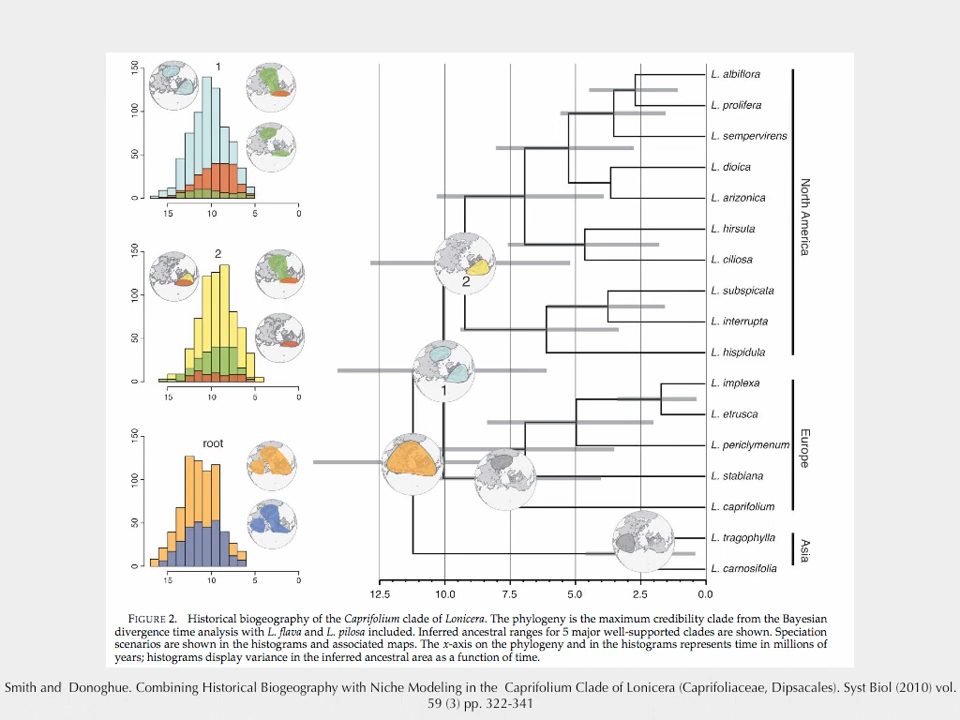 1
150
100
50
0
15 10 5 0
2
150
100
50
0
15 10 5 0
root
150
100
50
0
15 10 5 0
L. albiflora
L. prolifera
L. sempervirens
L. dioica
L. arizonica
L. hirsula
L. ciliosa
L. subspicata
L. interrupta
L. hispidula
L. implexa
L. etrusca
L. periclymenum
L. stabiana
L. caprifolium
L. tragophylla
L. carnosifolia
North America
Europe
Asia
2
1
12.5 10.0 7.5 5.0 2.5 0.0
FIGURE 2. Historical biogeography of the Caprifolium clade of Lonicera. The phylogeny is the maximum credibility clade from the Bayesian
divergence time analysis with L. flava and L. pilosa included. Inferred ancestral ranges for 5 major well-supported clades are shown. Speciation
scenarios are shown in the histograms and associated maps. The x-axis on the phylogeny and in the histograms represents time in millions of
years; histograms display variance in the inferred ancestral area as a function of time.
Smith and Donoghue. Combining Historical Biogeography with Niche Modeling in the Caprifolium Clade of Lonicera (Caprifoliaceae, Dipsacales). Syst Biol (2010) vol.
59 (3) pp. 322-341